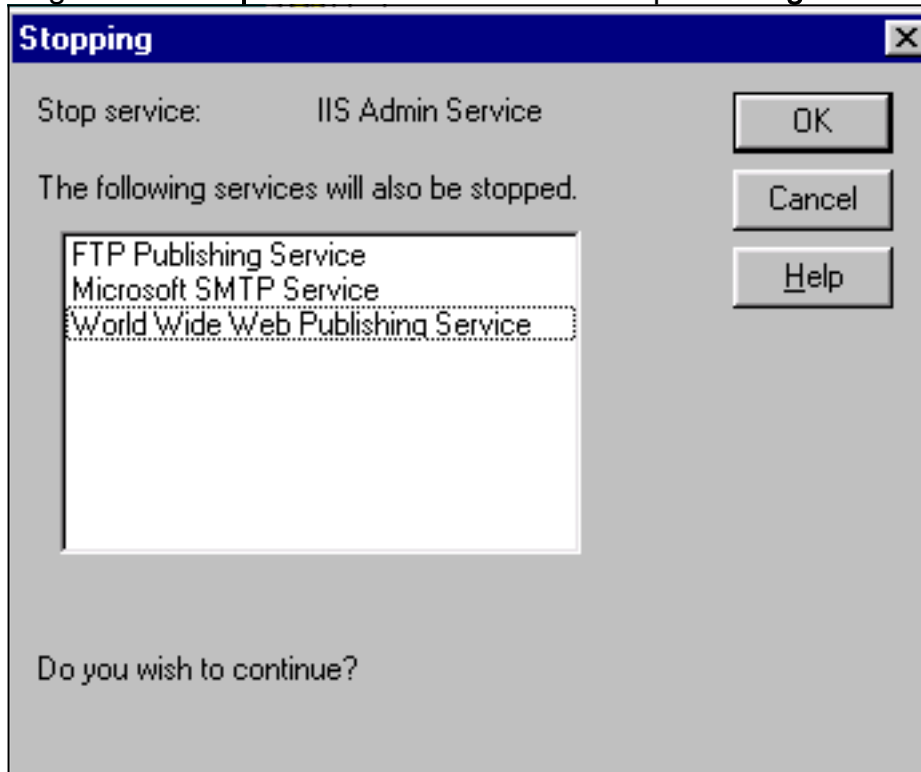 Stopping
Stop service: IIS Admin Service
OK
The following services will also be stopped.
Cancel
FTP Publishing Service
Microsoft SMTP Service
World Wide Web Publishing Service
Help
Do you wish to continue?